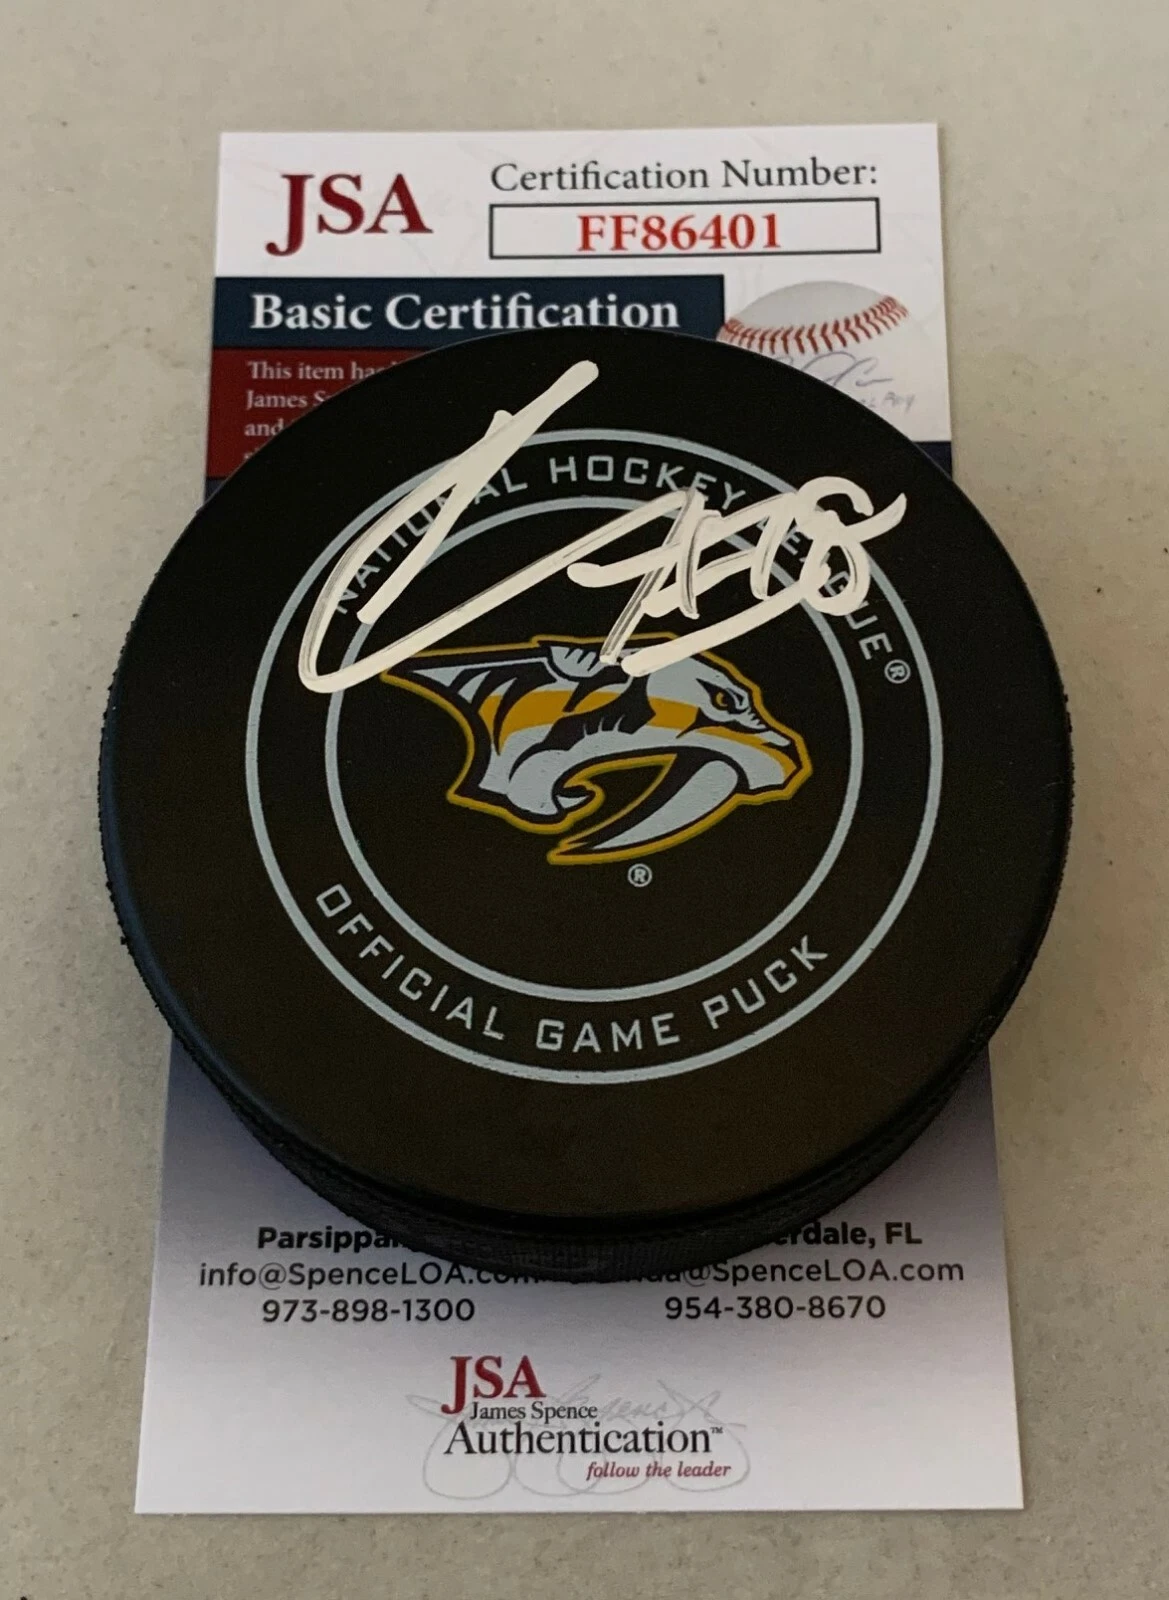 JSA
Certification Number:
FF86401
Basic Certification
This item ha
James S
and
NATIONAL HOCKEY LEAGUE®
®
OFFICIAL GAME PUCK
Parsippa
erdale, FL
info@SpenceLOA.com
@SpenceLOA.com
973-898-1300
954-380-8670
JSA
James Spence
Authentication™
follow the leader